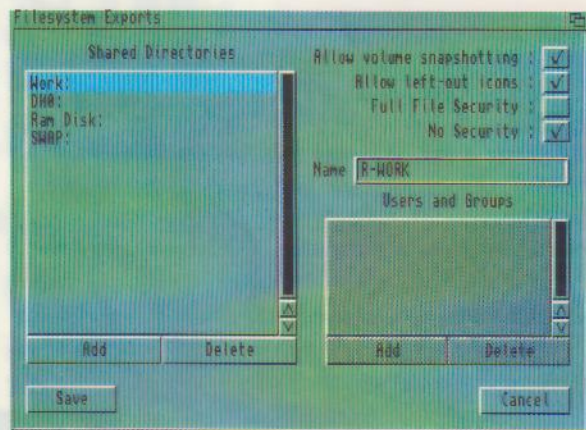 Filesystem Exports
Shared Directories
Work:
DH0:
Ram Disk:
SWAP:
Add
Delete
Save
Allow volume snapshotting :
Allow left-out icons :
Full File Security :
No Security :
Name
R-WORK
Users and Groups
Add
Delete
Cancel